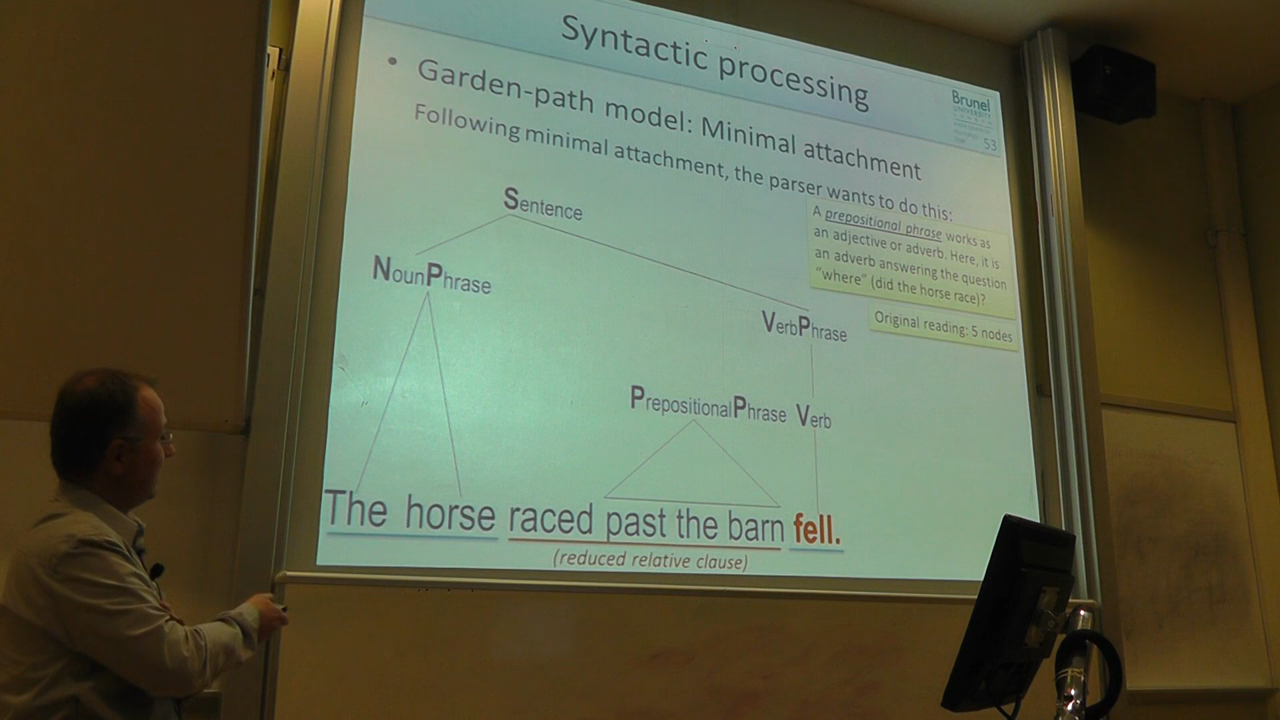 Syntactic processing
Brunel
UNIVERSITY
53
• Garden-path model: Minimal attachment
Following minimal attachment, the parser wants to do this:
A prepositional phrase works as
an adjective or adverb. Here, it is
an adverb answering the question
"where" (did the horse race)?
Original reading: 5 nodes
Sentence
NounPhrase
VerbPhrase
PrepositionalPhrase Verb
The horse raced past the barn fell.
(reduced relative clause)